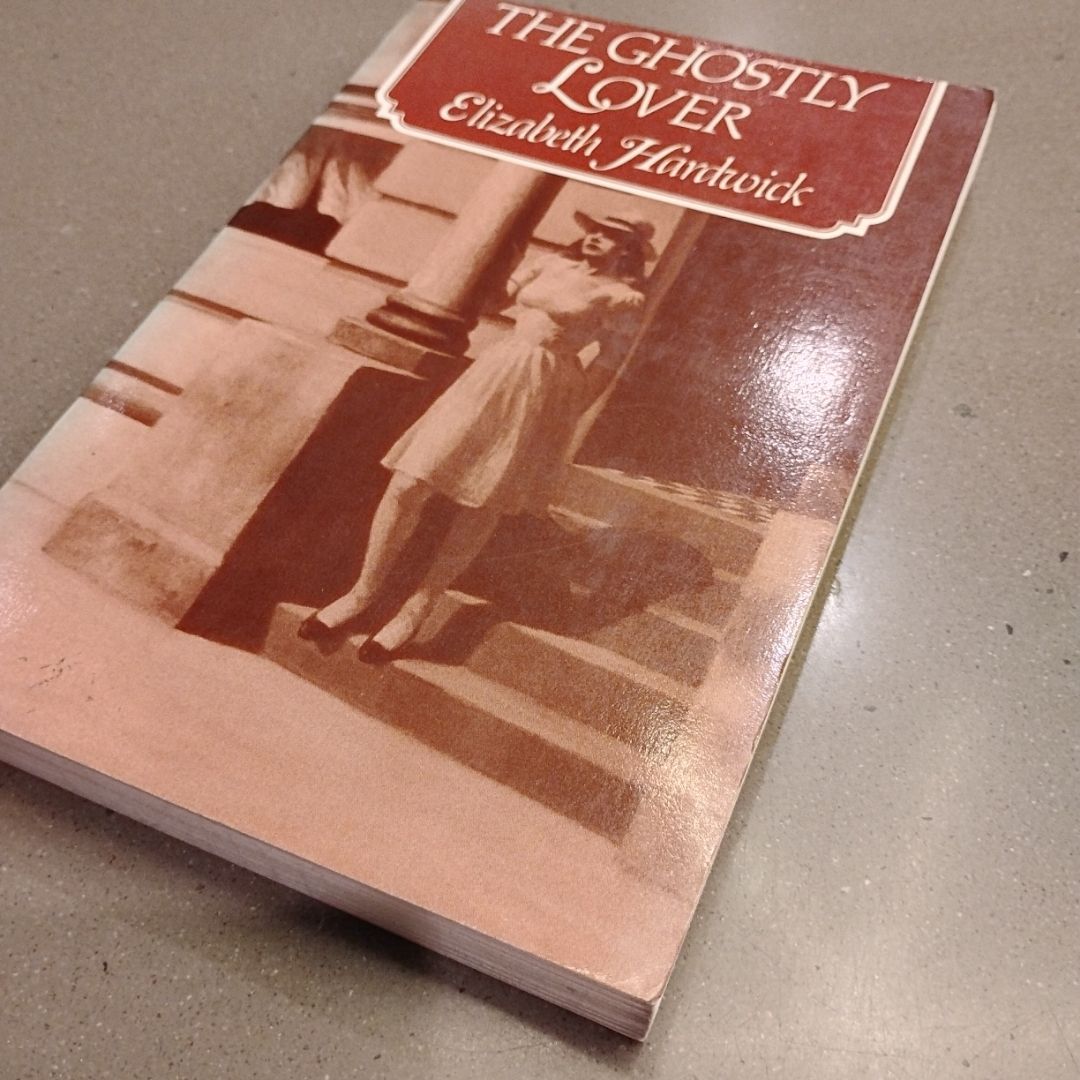 THE GHOSTLY
LOVER
Elizabeth Hardwick